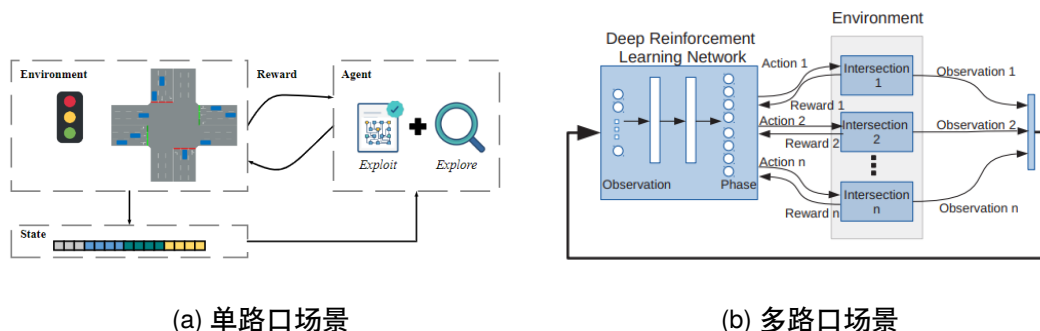 Environment
Reward
Agent
Exploit
Explore
State
(a) 单路口场景
Environment
Deep Reinforcement
Learning Network
Observation
Phase
Action 1
Reward 1
Action 2
Reward 2
Action n
Reward n
Intersection
1
Intersection
2
Intersection
n
Observation 1
Observation 2
Observation n
(b) 多路口场景